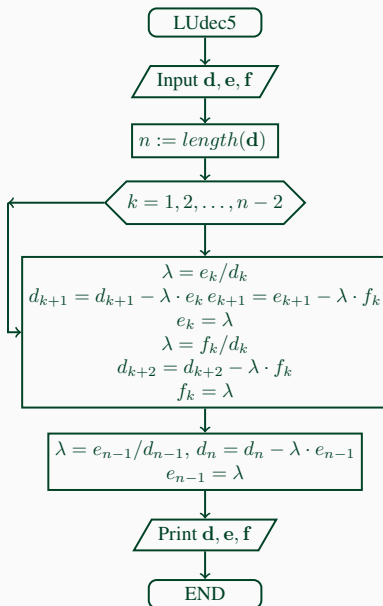 LUdec5
Input d, e, f
n := length(d)
k = 1, 2, . . . , n − 2
λ = e_k/d_k
d_{k+1} = d_{k+1} − λ · e_k e_{k+1} = e_{k+1} − λ · f_k
e_k = λ
λ = f_k/d_k
d_{k+2} = d_{k+2} − λ · f_k
f_k = λ
λ = e_{n−1}/d_{n−1}, d_n = d_n − λ · e_{n−1}
e_{n−1} = λ
Print d, e, f
END